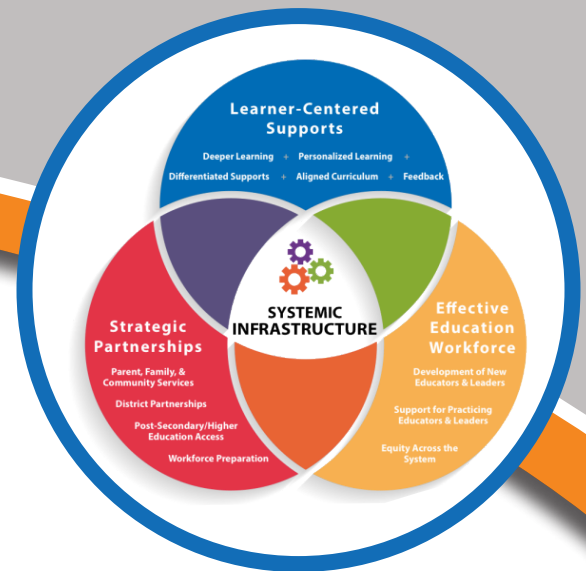 Learner-Centered
Supports
Deeper Learning + Personalized Learning +
Differentiated Supports + Aligned Curriculum + Feedback
SYSTEMIC
INFRASTRUCTURE
Strategic
Partnerships
Parent, Family, &
Community Services
District Partnerships
Post-Secondary/Higher
Education Access
Workforce Preparation
Effective
Education
Workforce
Development of New
Educators & Leaders
Support for Practicing
Educators & Leaders
Equity Across the
System